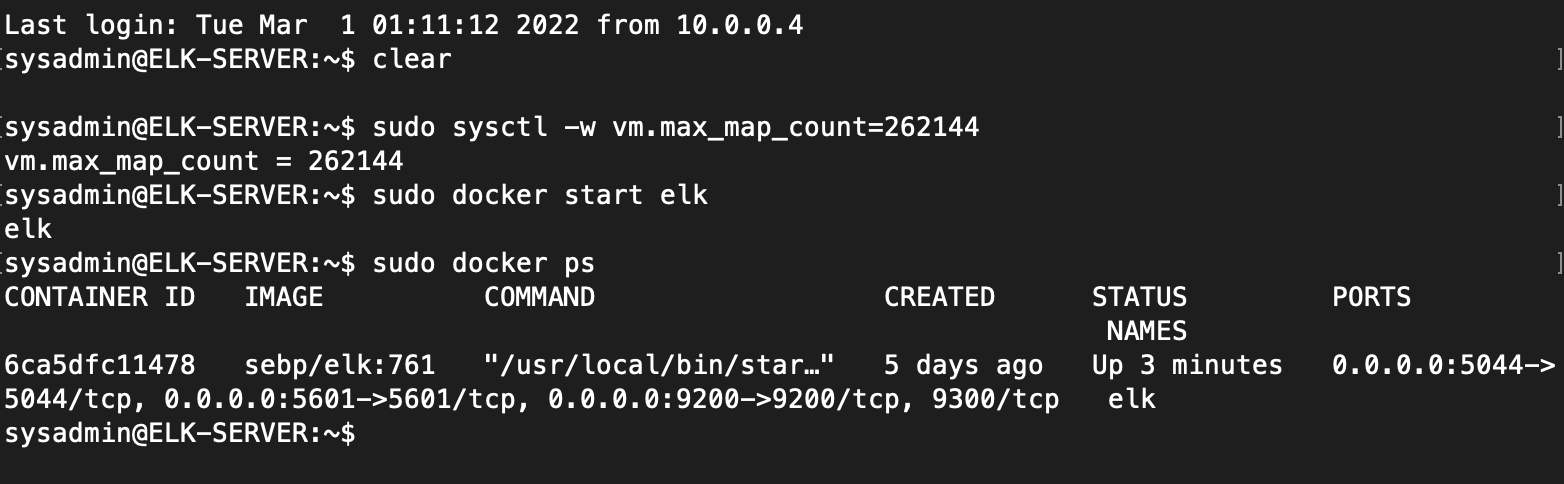 Last login: Tue Mar  1 01:11:12 2022 from 10.0.0.4
[sysadmin@ELK-SERVER:~$ clear ]
[sysadmin@ELK-SERVER:~$ sudo sysctl -w vm.max_map_count=262144 ]
vm.max_map_count = 262144
[sysadmin@ELK-SERVER:~$ sudo docker start elk ]
elk
[sysadmin@ELK-SERVER:~$ sudo docker ps ]
CONTAINER ID   IMAGE          COMMAND                  CREATED      STATUS         PORTS
NAMES
6ca5dfc11478   sebp/elk:761   "/usr/local/bin/star…"   5 days ago   Up 3 minutes   0.0.0.0:5044->
5044/tcp, 0.0.0.0:5601->5601/tcp, 0.0.0.0:9200->9200/tcp, 9300/tcp   elk
sysadmin@ELK-SERVER:~$